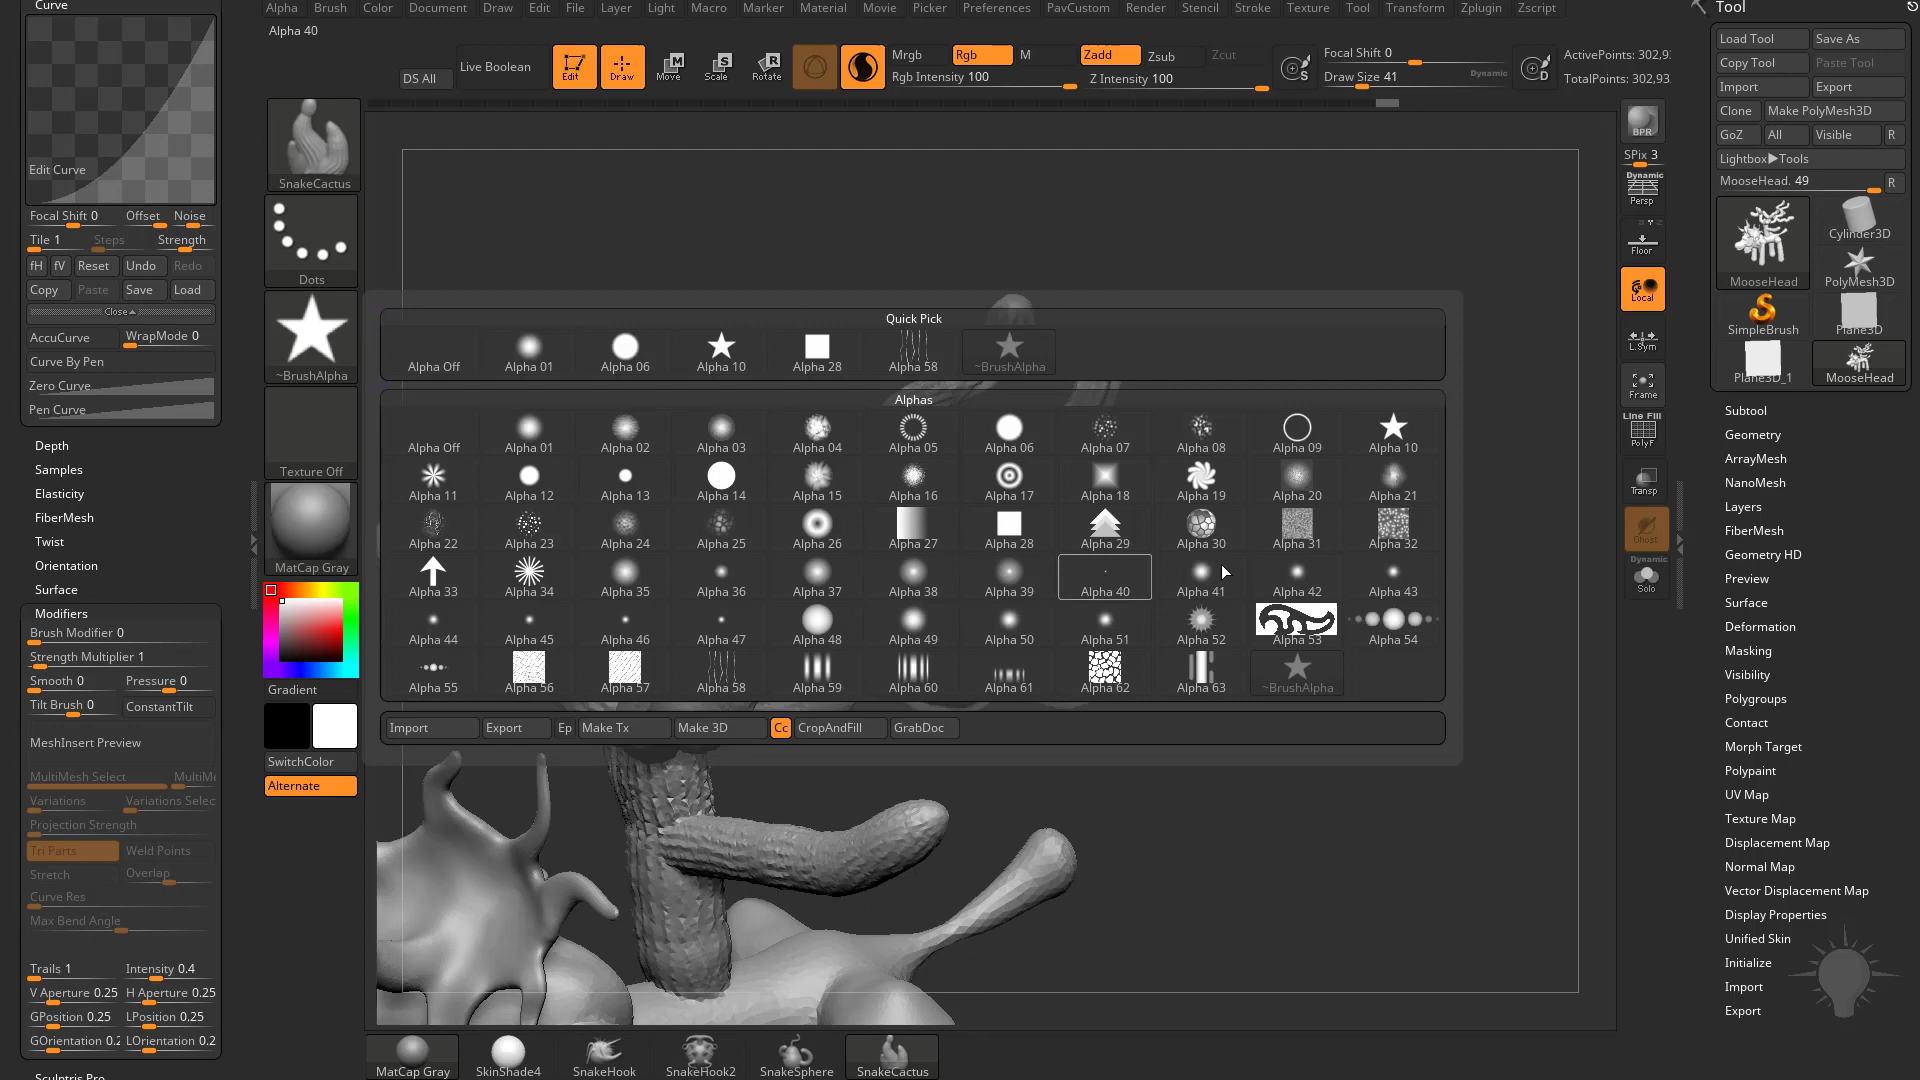 Curve
Alpha Brush Color Document Draw Edit File Layer Light Macro Marker Material Movie Picker Preferences PavCustom Render Stencil Stroke Texture Tool Transform Zplugin Zscript
Tool
Alpha 40
DS All
Live Boolean
Edit
Draw
Move
Scale
Rotate
Mrgb
Rgb
M
Zadd
Zsub
Zcut
Rgb Intensity 100
Z Intensity 100
Focal Shift 0
Draw Size 41
Dynamic
ActivePoints: 302,9
TotalPoints: 302,93
Load Tool
Save As
Copy Tool
Paste Tool
Import
Export
Clone
Make PolyMesh3D
GoZ
All
Visible
R
Lightbox▶Tools
MooseHead. 49
R
MooseHead
Cylinder3D
PolyMesh3D
SimpleBrush
Plane3D
Plane3D_1
MooseHead
Subtool
Geometry
ArrayMesh
NanoMesh
Layers
FiberMesh
Geometry HD
Preview
Surface
Deformation
Masking
Visibility
Polygroups
Contact
Morph Target
Polypaint
UV Map
Texture Map
Displacement Map
Normal Map
Vector Displacement Map
Display Properties
Unified Skin
Initialize
Import
Export
BPR
SPix 3
Dynamic
Persp
Floor
Local
L.Sym
Frame
Line Fill
PolyF
Transp
Ghost
Dynamic
Solo
Edit Curve
Focal Shift 0
Offset
Noise
Tile 1
Steps
Strength
fH
fV
Reset
Undo
Redo
Copy
Paste
Save
Load
Close
AccuCurve
WrapMode 0
Curve By Pen
Zero Curve
Pen Curve
Depth
Samples
Elasticity
FiberMesh
Twist
Orientation
Surface
Modifiers
Brush Modifier 0
Strength Multiplier 1
Smooth 0
Pressure 0
Tilt Brush 0
ConstantTilt
MeshInsert Preview
MultiMesh Select
MultiMe
Variations
Variations Selec
Projection Strength
Tri Parts
Weld Points
Stretch
Overlap
Curve Res
Max Bend Angle
Trails 1
Intensity 0.4
V Aperture 0.25
H Aperture 0.25
GPosition 0.25
LPosition 0.25
GOrientation 0.2
LOrientation 0.2
Sculptris Pro
SnakeCactus
Dots
~BrushAlpha
Texture Off
MatCap Gray
Gradient
SwitchColor
Alternate
Quick Pick
Alpha Off Alpha 01 Alpha 06 Alpha 10 Alpha 28 Alpha 58 ~BrushAlpha
Alphas
Alpha Off Alpha 01 Alpha 02 Alpha 03 Alpha 04 Alpha 05 Alpha 06 Alpha 07 Alpha 08 Alpha 09 Alpha 10
Alpha 11 Alpha 12 Alpha 13 Alpha 14 Alpha 15 Alpha 16 Alpha 17 Alpha 18 Alpha 19 Alpha 20 Alpha 21
Alpha 22 Alpha 23 Alpha 24 Alpha 25 Alpha 26 Alpha 27 Alpha 28 Alpha 29 Alpha 30 Alpha 31 Alpha 32
Alpha 33 Alpha 34 Alpha 35 Alpha 36 Alpha 37 Alpha 38 Alpha 39 Alpha 40 Alpha 41 Alpha 42 Alpha 43
Alpha 44 Alpha 45 Alpha 46 Alpha 47 Alpha 48 Alpha 49 Alpha 50 Alpha 51 Alpha 52 Alpha 53 Alpha 54
Alpha 55 Alpha 56 Alpha 57 Alpha 58 Alpha 59 Alpha 60 Alpha 61 Alpha 62 Alpha 63 ~BrushAlpha
Import Export Ep Make Tx Make 3D Cc CropAndFill GrabDoc
MatCap Gray SkinShade4 SnakeHook SnakeHook2 SnakeSphere SnakeCactus